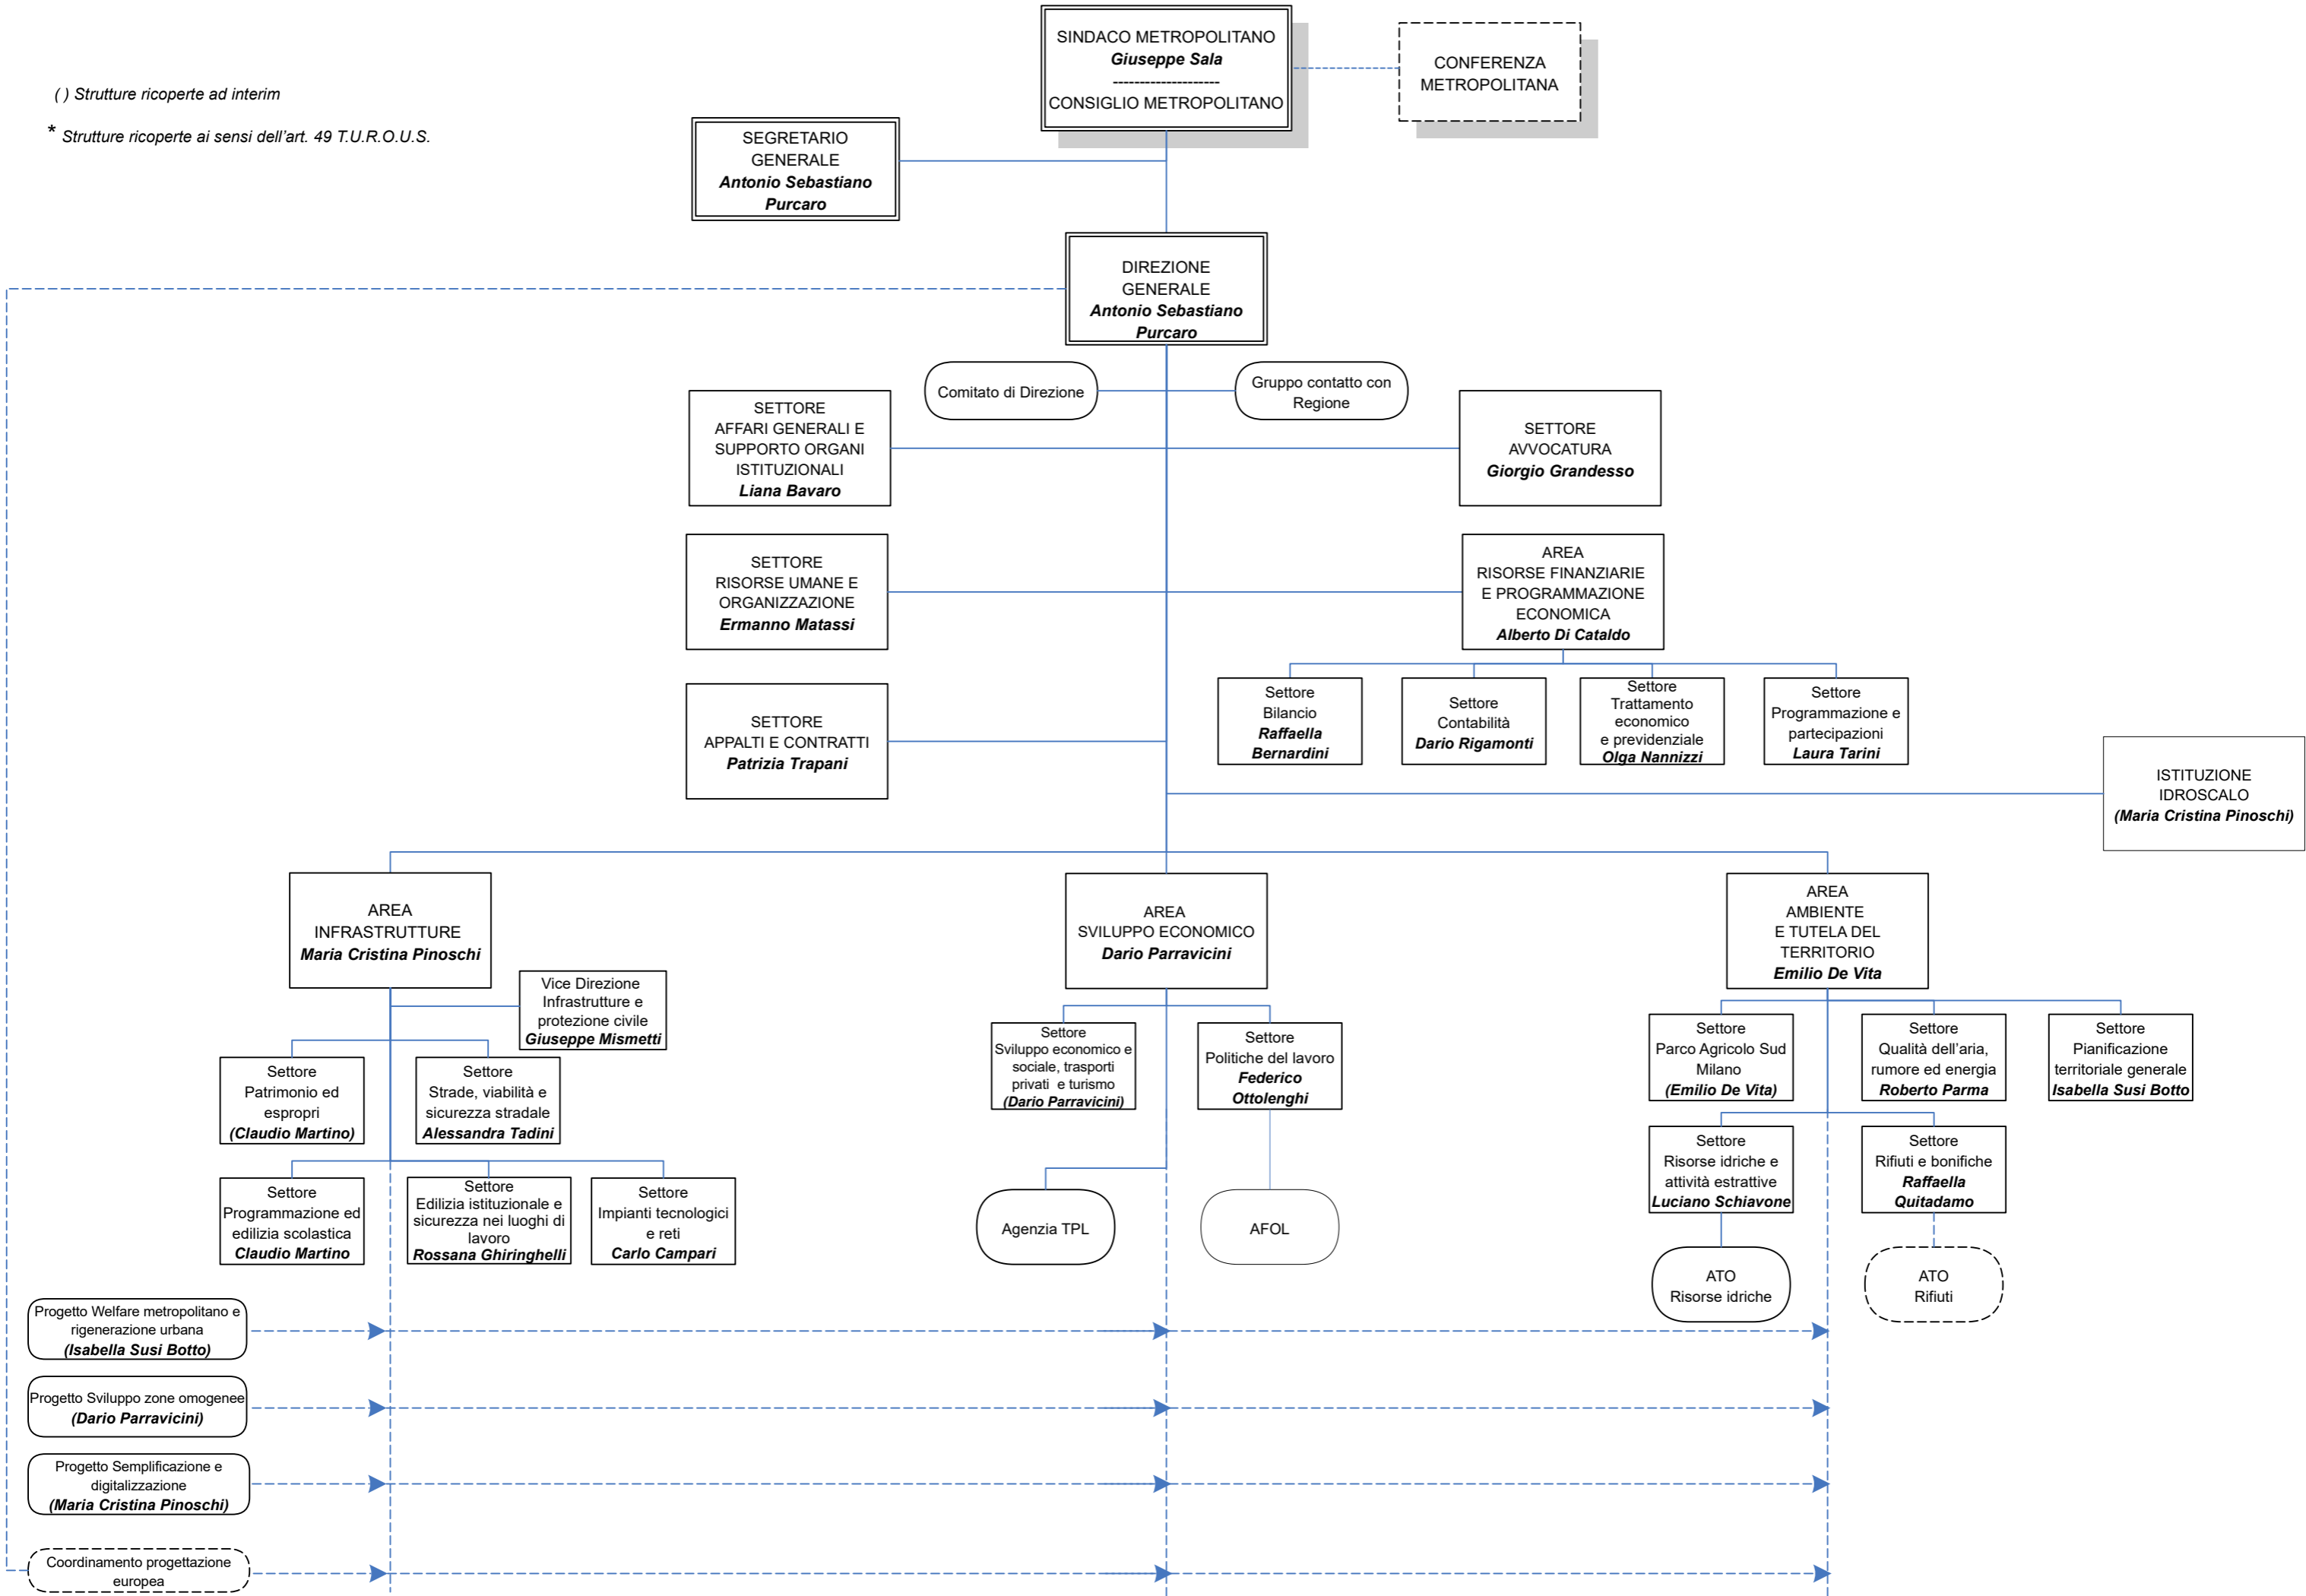 SINDACO METROPOLITANO
Giuseppe Sala
--------------------
CONSIGLIO METROPOLITANO
CONFERENZA
METROPOLITANA
( ) Strutture ricoperte ad interim
* Strutture ricoperte ai sensi dell'art. 49 T.U.R.O.U.S.
SEGRETARIO
GENERALE
Antonio Sebastiano
Purcaro
DIREZIONE
GENERALE
Antonio Sebastiano
Purcaro
Comitato di Direzione
Gruppo contatto con
Regione
SETTORE
AFFARI GENERALI E
SUPPORTO ORGANI
ISTITUZIONALI
Liana Bavaro
SETTORE
AVVOCATURA
Giorgio Grandesso
SETTORE
RISORSE UMANE E
ORGANIZZAZIONE
Ermanno Matassi
AREA
RISORSE FINANZIARIE
E PROGRAMMAZIONE
ECONOMICA
Alberto Di Cataldo
SETTORE
APPALTI E CONTRATTI
Patrizia Trapani
Settore
Bilancio
Raffaella
Bernardini
Settore
Contabilità
Dario Rigamonti
Settore
Trattamento
economico
e previdenziale
Olga Nannizzi
Settore
Programmazione e
partecipazioni
Laura Tarini
ISTITUZIONE
IDROSCALO
(Maria Cristina Pinoschi)
AREA
INFRASTRUTTURE
Maria Cristina Pinoschi
AREA
SVILUPPO ECONOMICO
Dario Parravicini
AREA
AMBIENTE
E TUTELA DEL
TERRITORIO
Emilio De Vita
Vice Direzione
Infrastrutture e
protezione civile
Giuseppe Mismetti
Settore
Patrimonio ed
espropri
(Claudio Martino)
Settore
Strade, viabilità e
sicurezza stradale
Alessandra Tadini
Settore
Programmazione ed
edilizia scolastica
Claudio Martino
Settore
Edilizia istituzionale e
sicurezza nei luoghi di
lavoro
Rossana Ghiringhelli
Settore
Impianti tecnologici
e reti
Carlo Campari
Settore
Sviluppo economico e
sociale, trasporti
privati e turismo
(Dario Parravicini)
Settore
Politiche del lavoro
Federico
Ottolenghi
Agenzia TPL
AFOL
Settore
Parco Agricolo Sud
Milano
(Emilio De Vita)
Settore
Qualità dell'aria,
rumore ed energia
Roberto Parma
Settore
Pianificazione
territoriale generale
Isabella Susi Botto
Settore
Risorse idriche e
attività estrattive
Luciano Schiavone
Settore
Rifiuti e bonifiche
Raffaella
Quitadamo
ATO
Risorse idriche
ATO
Rifiuti
Progetto Welfare metropolitano e
rigenerazione urbana
(Isabella Susi Botto)
Progetto Sviluppo zone omogenee
(Dario Parravicini)
Progetto Semplificazione e
digitalizzazione
(Maria Cristina Pinoschi)
Coordinamento progettazione
europea